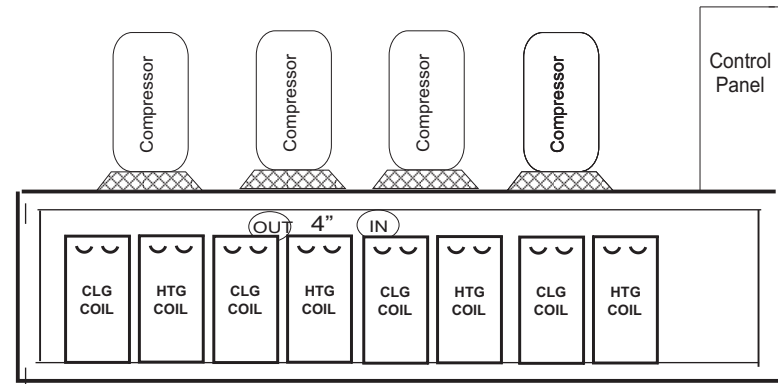 Compressor
Compressor
Compressor
Compressor
Control
Panel
OUT 4” IN
CLG
COIL
HTG
COIL
CLG
COIL
HTG
COIL
CLG
COIL
HTG
COIL
CLG
COIL
HTG
COIL